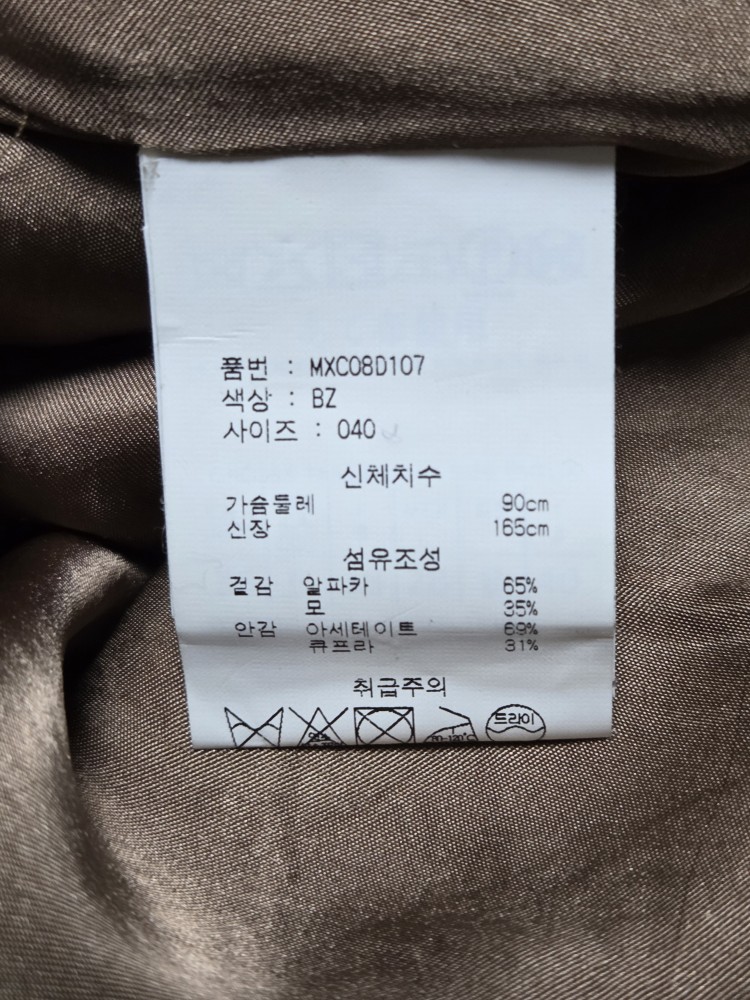 품번 : MXC08D107
색상 : BZ
사이즈 : 040
신체치수
가슴둘레 90cm
신장 165cm
섬유조성
겉감 알파카 65%
모 35%
안감 아세테이트 69%
큐프라 31%
취급주의
드라이